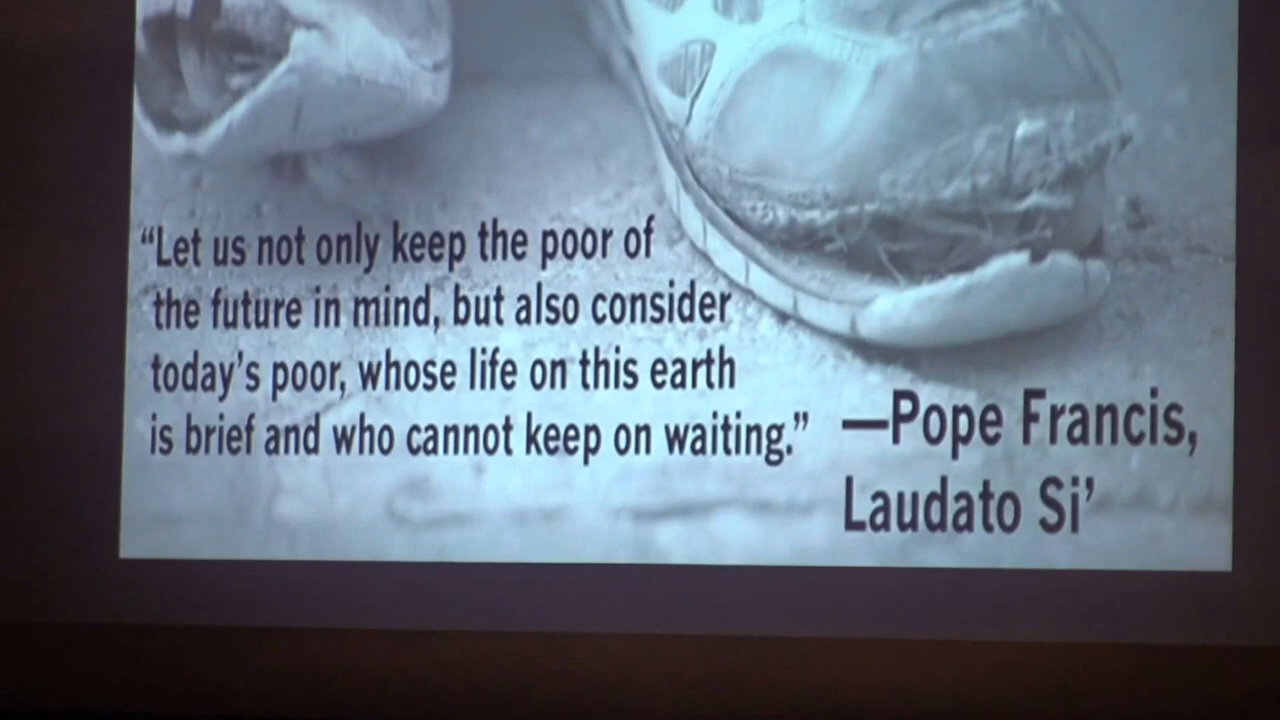 “Let us not only keep the poor of
the future in mind, but also consider
today’s poor, whose life on this earth
is brief and who cannot keep on waiting.”
—Pope Francis,
Laudato Si’